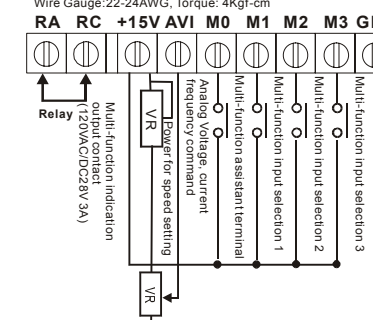 Wire Gauge:22-24AWG, Torque: 4Kgf-cm
RA RC +15V AVI M0 M1 M2 M3
Relay
Multi-function indication
output contact
(120VAC/DC28V 3A)
VR
Power for speed setting
Analog Voltage, current
frequency command
Multi-function assistant terminal
Multi-function input selection 1
Multi-function input selection 2
Multi-function input selection 3
VR